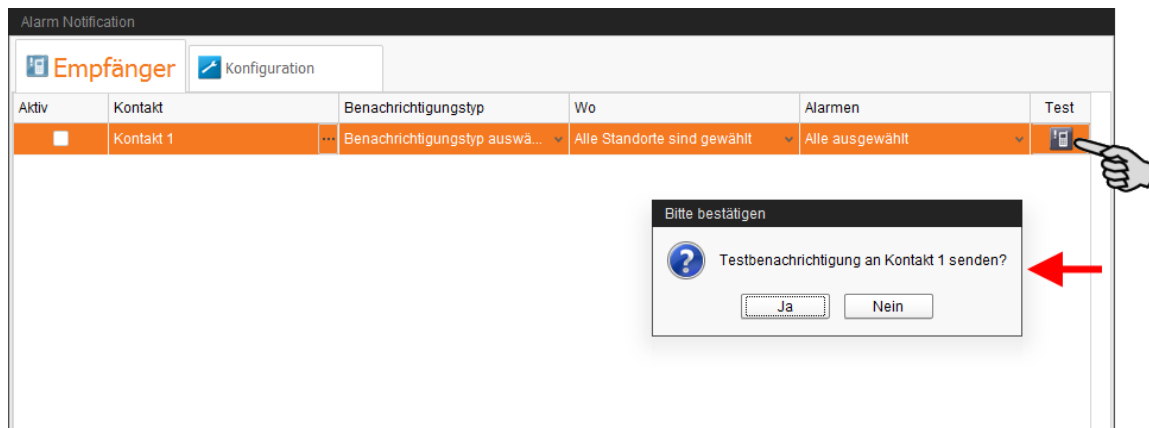 Alarm Notification
Empfänger Konfiguration
Aktiv Kontakt Benachrichtigungstyp Wo Alarmen Test
Kontakt 1 ... Benachrichtigungstyp auswä... Alle Standorte sind gewählt Alle ausgewählt
Bitte bestätigen
Testbenachrichtigung an Kontakt 1 senden?
Ja Nein